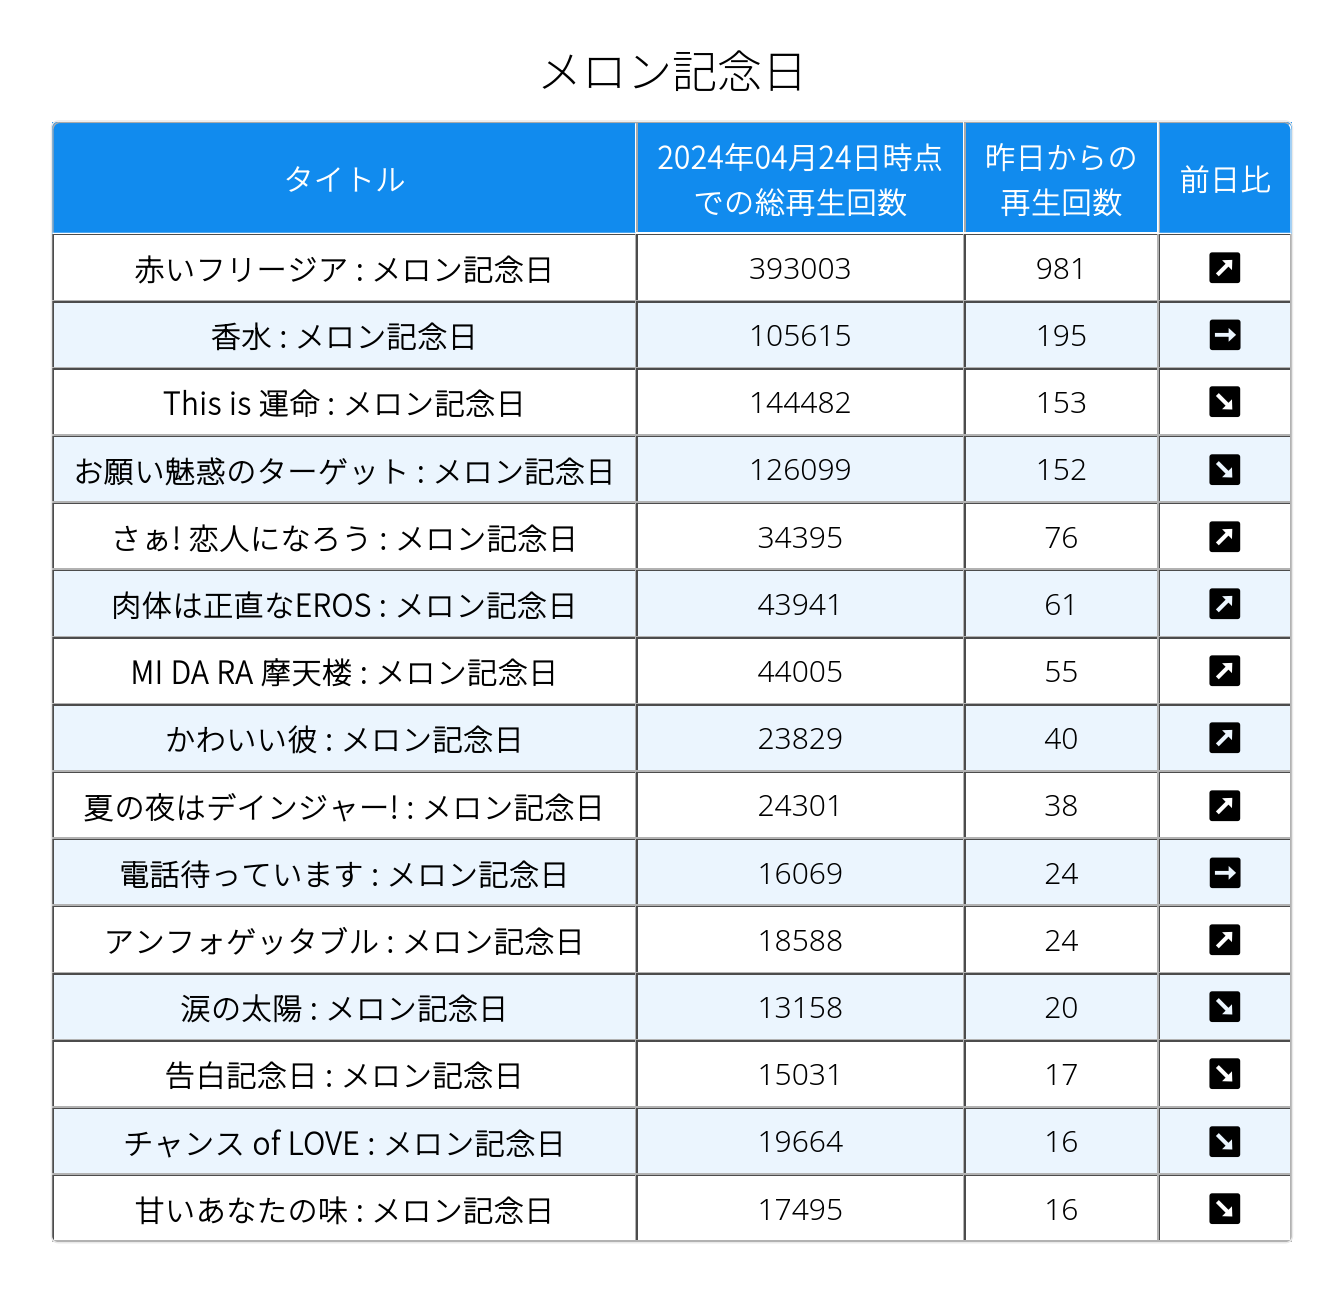 メロン記念日
タイトル 2024年04月24日時点での総再生回数 昨日からの再生回数 前日比
赤いフリージア : メロン記念日 393003 981 ↗
香水 : メロン記念日 105615 195 →
This is 運命 : メロン記念日 144482 153 ↘
お願い魅惑のターゲット : メロン記念日 126099 152 ↘
さぁ! 恋人になろう : メロン記念日 34395 76 ↗
肉体は正直なEROS : メロン記念日 43941 61 ↗
MI DA RA 摩天楼 : メロン記念日 44005 55 ↗
かわいい彼 : メロン記念日 23829 40 ↗
夏の夜はデインジャー! : メロン記念日 24301 38 ↗
電話待っています : メロン記念日 16069 24 →
アンフォゲッタブル : メロン記念日 18588 24 ↗
涙の太陽 : メロン記念日 13158 20 ↘
告白記念日 : メロン記念日 15031 17 ↘
チャンス of LOVE : メロン記念日 19664 16 ↘
甘いあなたの味 : メロン記念日 17495 16 ↘